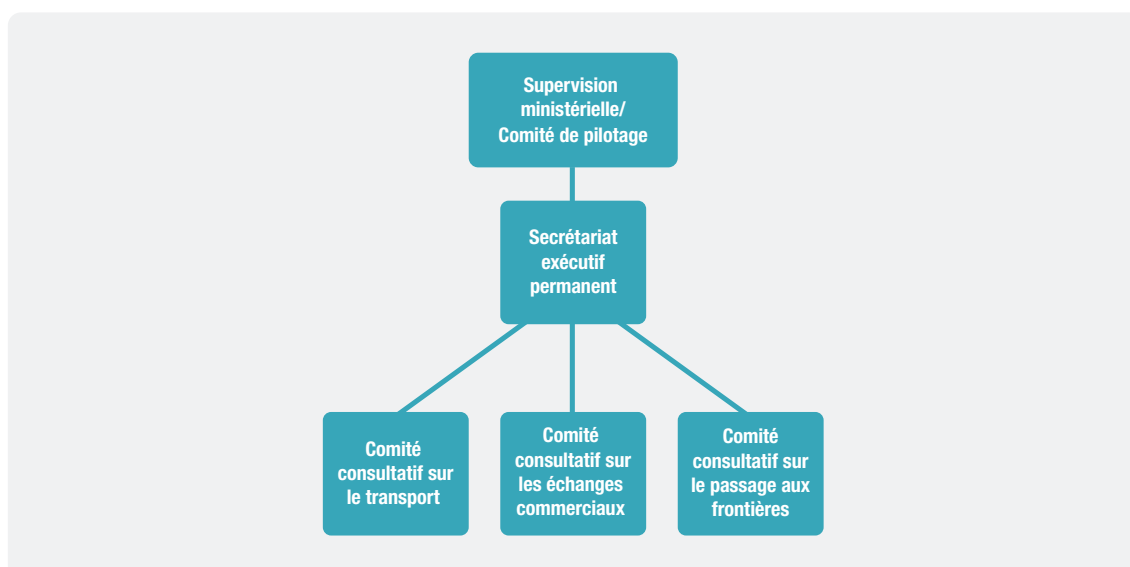 Supervision
ministérielle/
Comité de pilotage
Secrétariat
exécutif
permanent
Comité
consultatif sur
le transport
Comité
consultatif sur
les échanges
commerciaux
Comité
consultatif sur
le passage aux
frontières